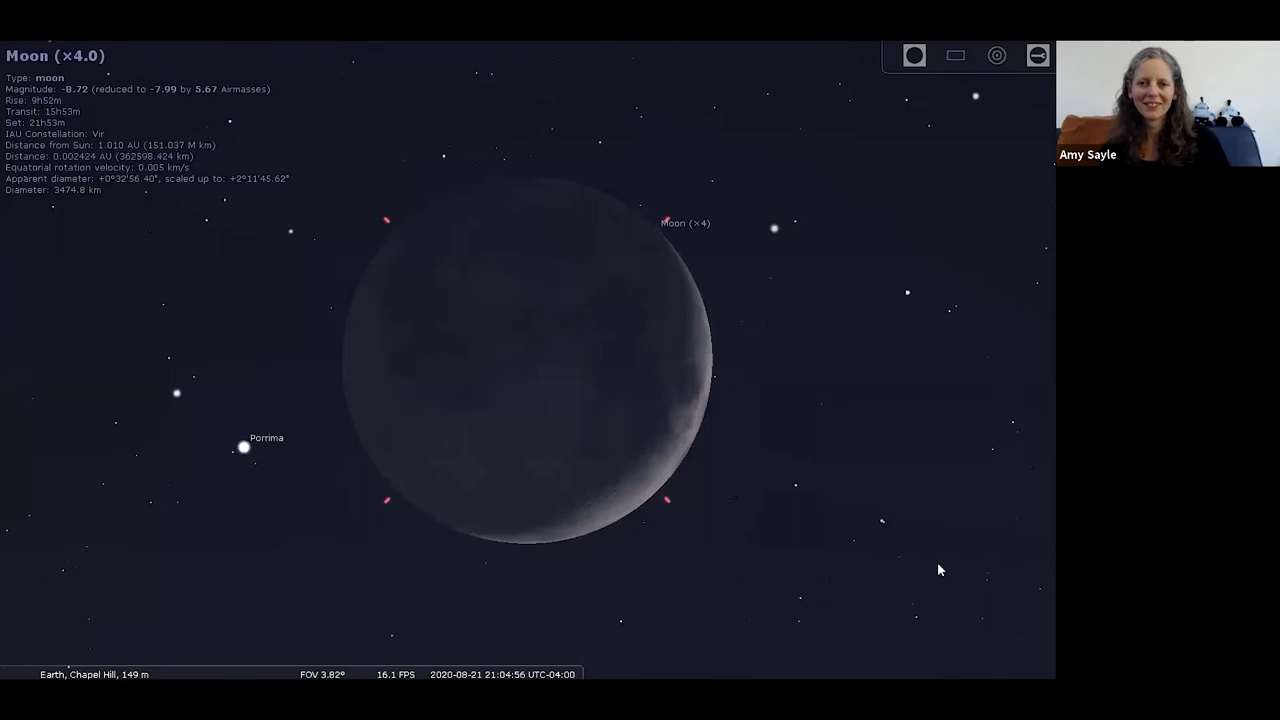 Moon (×4.0)
Type: moon
Magnitude: -8.72 (reduced to -7.99 by 5.67 Airmasses)
Rise: 9h52m
Transit: 15h53m
Set: 21h53m
IAU Constellation: Vir
Distance from Sun: 1.010 AU (151.037 M km)
Distance: 0.002424 AU (362598.424 km)
Equatorial rotation velocity: 0.005 km/s
Apparent diameter: +0°32'56.40", scaled up to: +2°11'45.62"
Diameter: 3474.8 km
Amy Sayle
Moon (×4)
Porrima
Earth, Chapel Hill, 149 m FOV 3.82° 16.1 FPS 2020-08-21 21:04:56 UTC-04:00